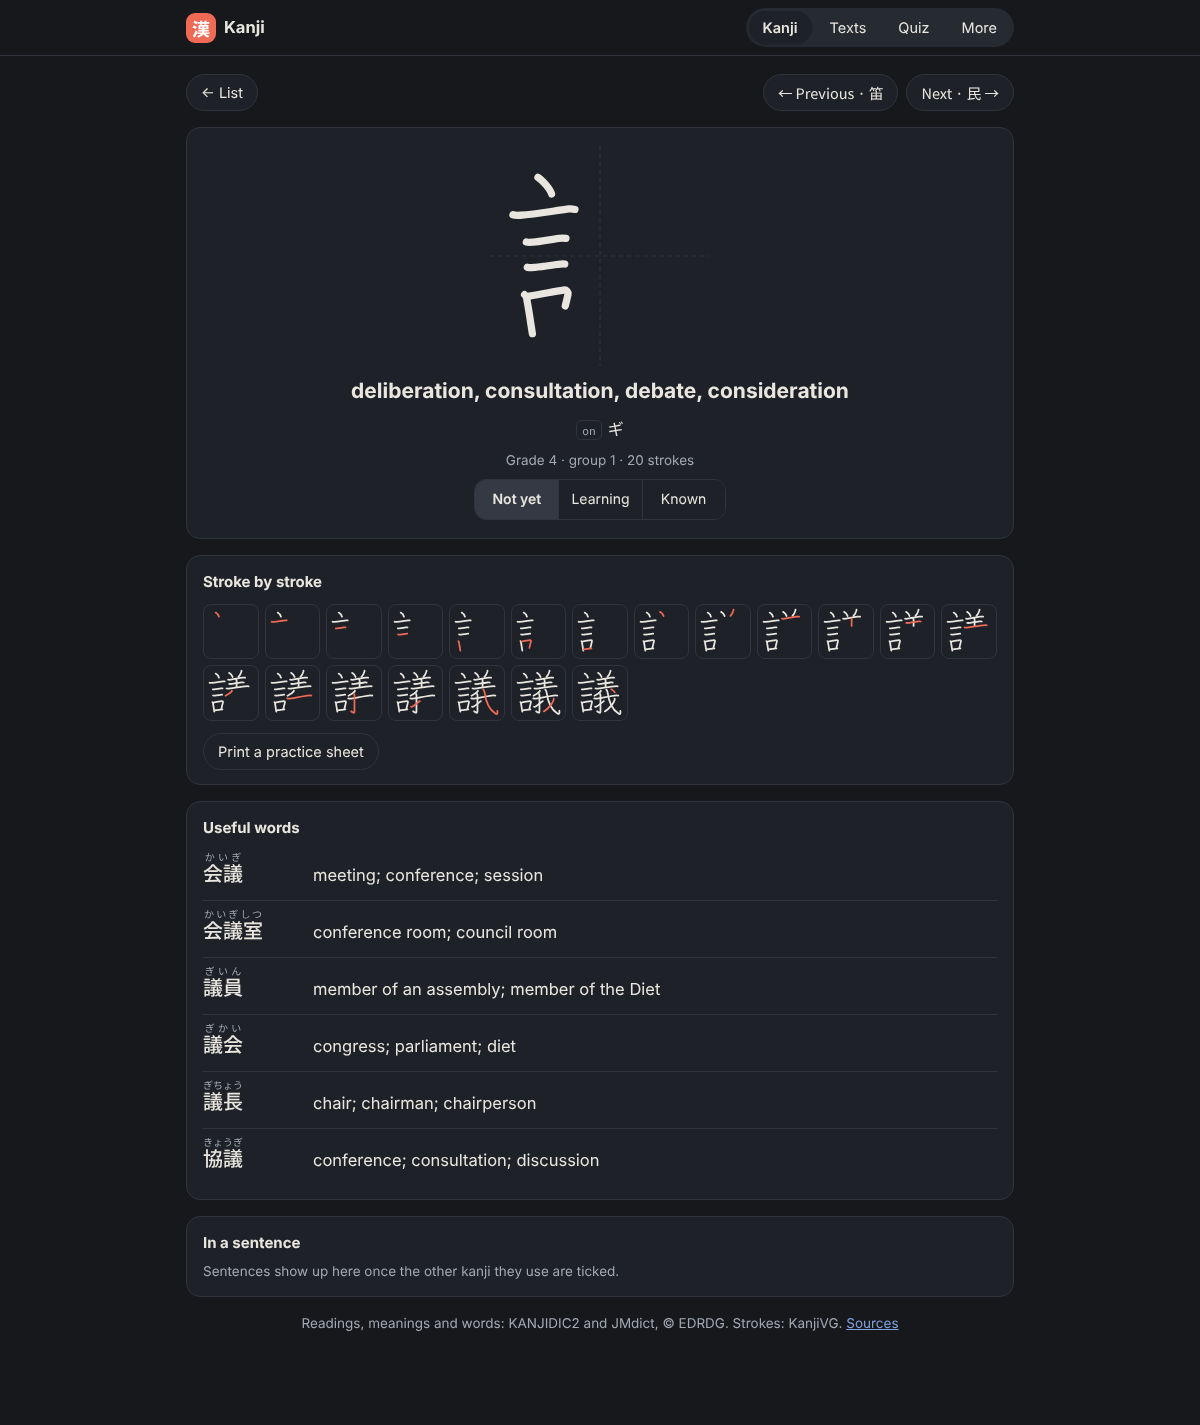 漢 Kanji
Kanji Texts Quiz More
← List
← Previous · 笛
Next · 民 →
deliberation, consultation, debate, consideration
on ギ
Grade 4 · group 1 · 20 strokes
Not yet Learning Known
Stroke by stroke
Print a practice sheet
Useful words
かいぎ
会議
meeting; conference; session
かいぎしつ
会議室
conference room; council room
ぎいん
議員
member of an assembly; member of the Diet
ぎかい
議会
congress; parliament; diet
ぎちょう
議長
chair; chairman; chairperson
きょうぎ
協議
conference; consultation; discussion
In a sentence
Sentences show up here once the other kanji they use are ticked.
Readings, meanings and words: KANJIDIC2 and JMdict, © EDRDG. Strokes: KanjiVG. Sources